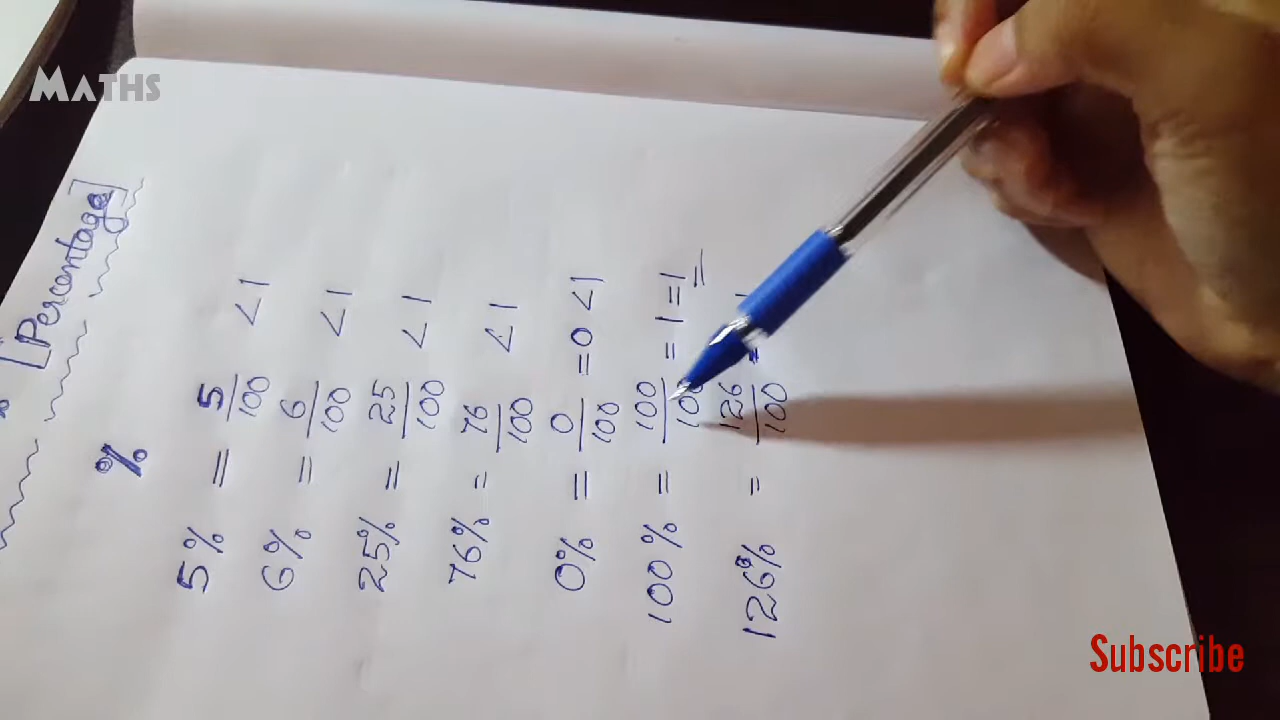 MATHS
[Percentage]
%
5% = 5/100 <1
6% = 6/100 <1
25% = 25/100 <1
76% = 76/100 <1
0% = 0/100 =0 <1
100% = 100/100 = 1 =1
126% = 126/100 =
Subscribe